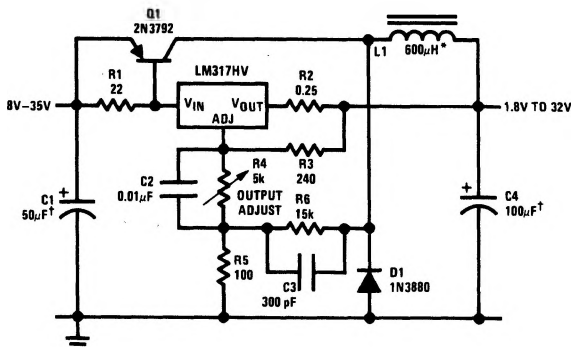 Q1
2N3792
L1
600μH*
R1
22
LM317HV
VIN
VOUT
ADJ
R2
0.25
8V–35V
1.8V TO 32V
R4
5k
OUTPUT
ADJUST
R3
240
C2
0.01μF
R6
15k
+
C1
50μF†
+
C4
100μF†
R5
100
C3
300 pF
D1
1N3880